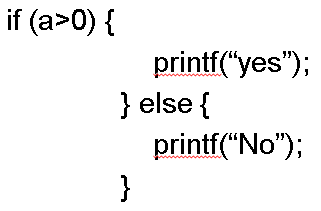 if (a>0) {
printf(“yes”);
} else {
printf(“No”);
}